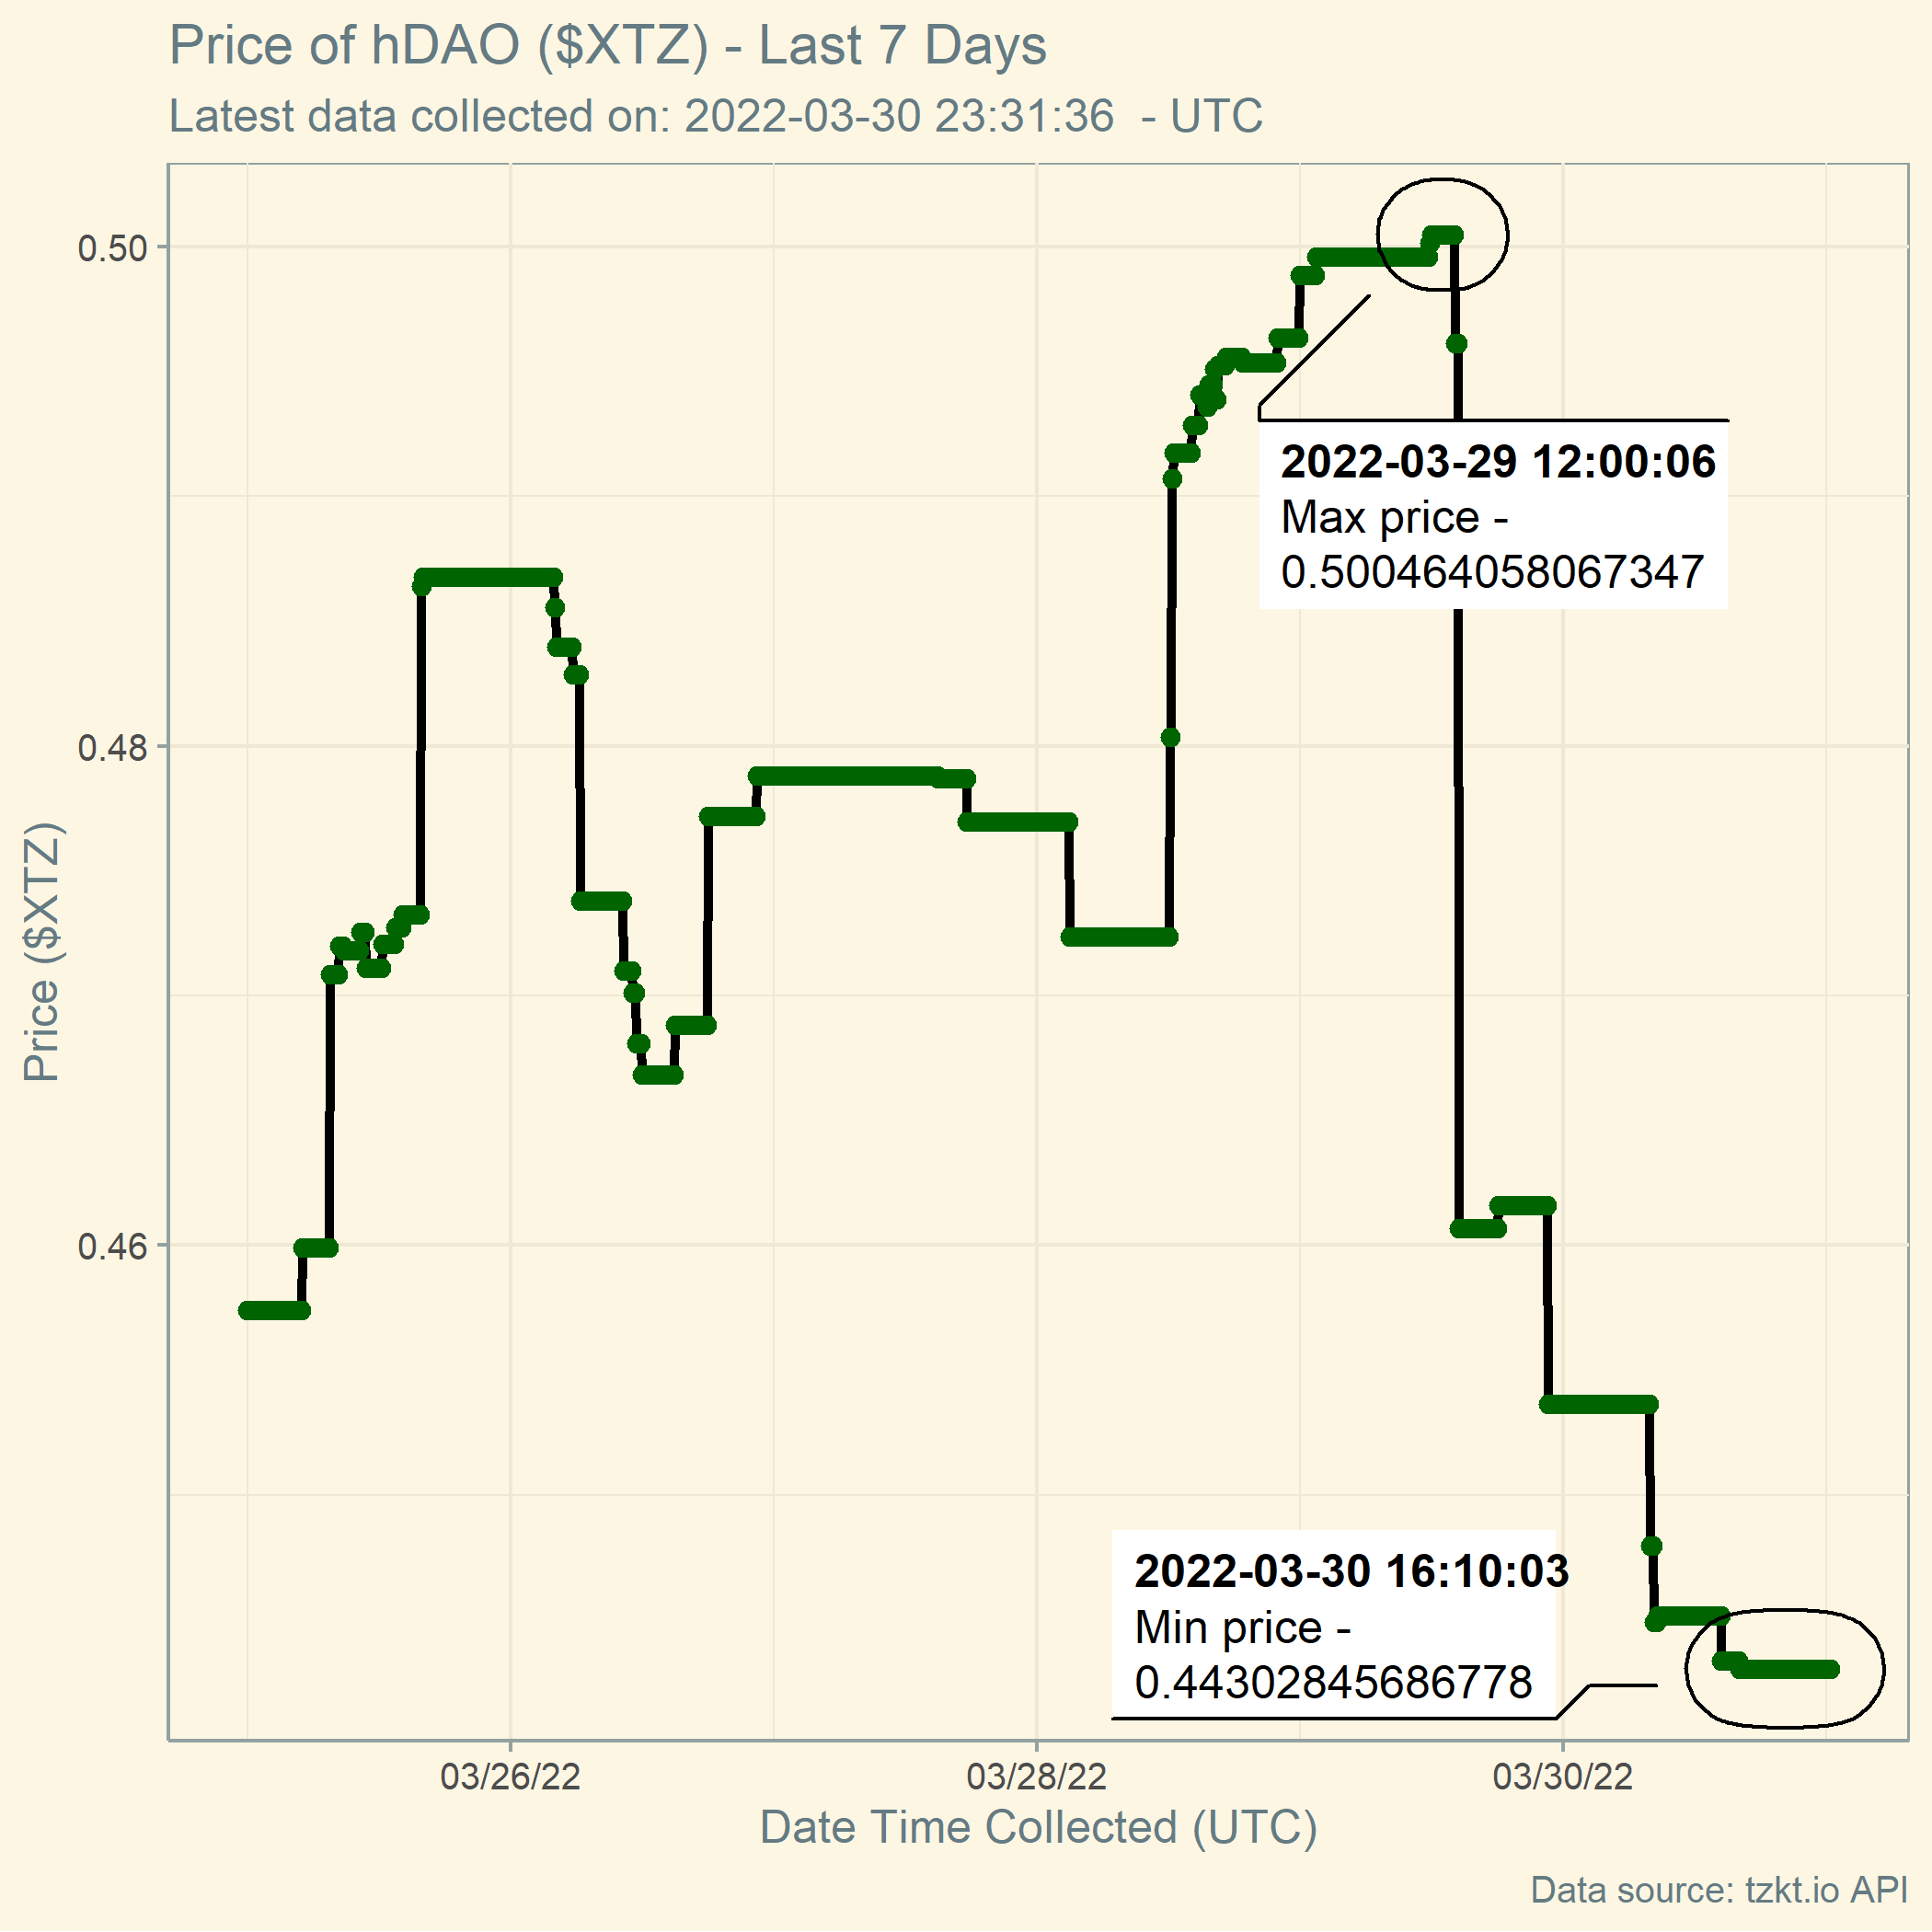 Price of hDAO ($XTZ) - Last 7 Days
Latest data collected on: 2022-03-30 23:31:36  - UTC
0.50
0.48
0.46
Price ($XTZ)
2022-03-29 12:00:06
Max price -
0.500464058067347
2022-03-30 16:10:03
Min price -
0.44302845686778
03/26/22
03/28/22
03/30/22
Date Time Collected (UTC)
Data source: tzkt.io API